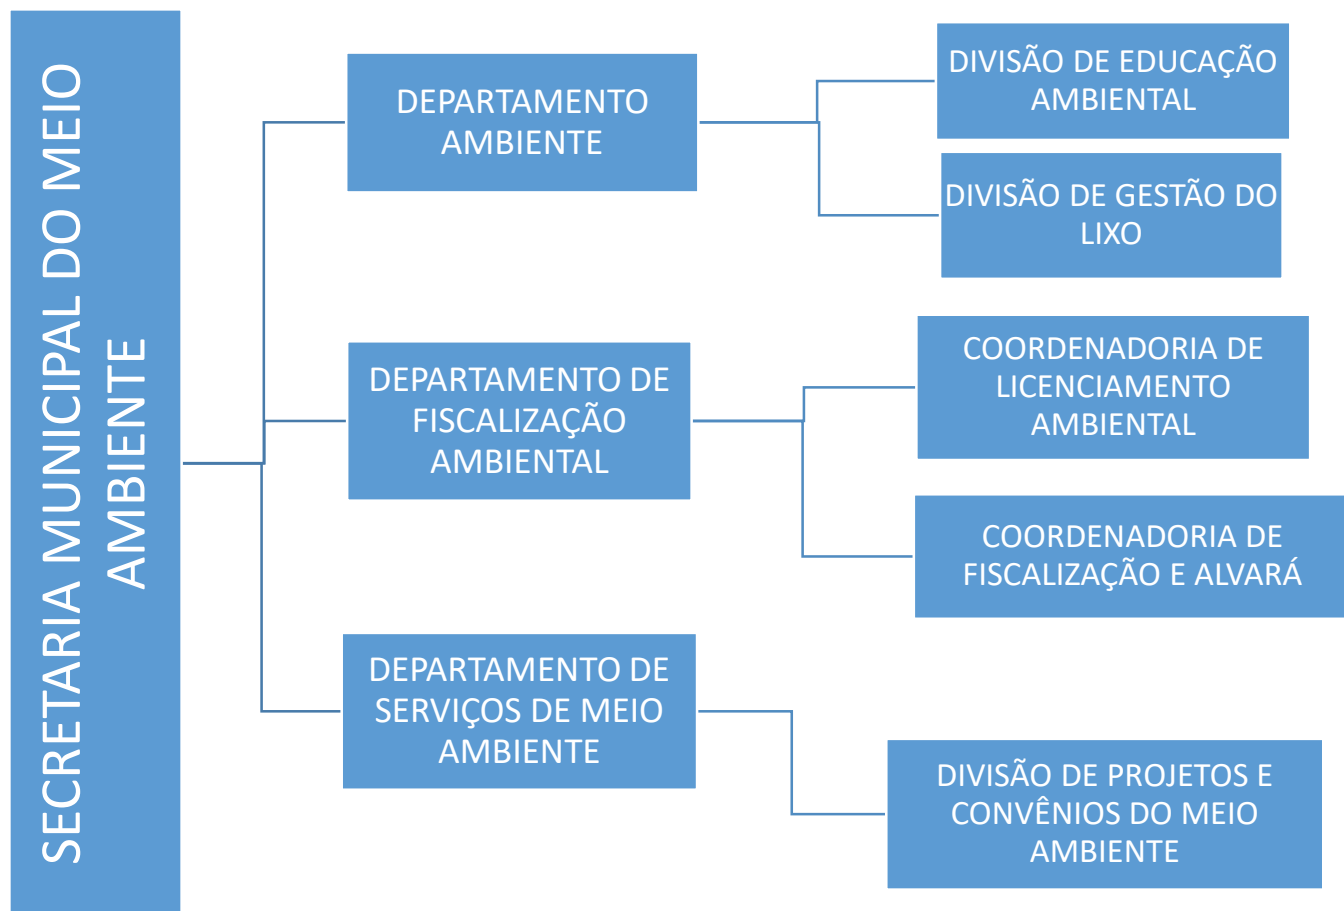 SECRETARIA MUNICIPAL DO MEIO
AMBIENTE
DEPARTAMENTO
AMBIENTE
DIVISÃO DE EDUCAÇÃO
AMBIENTAL
DIVISÃO DE GESTÃO DO
LIXO
DEPARTAMENTO DE
FISCALIZAÇÃO
AMBIENTAL
COORDENADORIA DE
LICENCIAMENTO
AMBIENTAL
COORDENADORIA DE
FISCALIZAÇÃO E ALVARÁ
DEPARTAMENTO DE
SERVIÇOS DE MEIO
AMBIENTE
DIVISÃO DE PROJETOS E
CONVÊNIOS DO MEIO
AMBIENTE